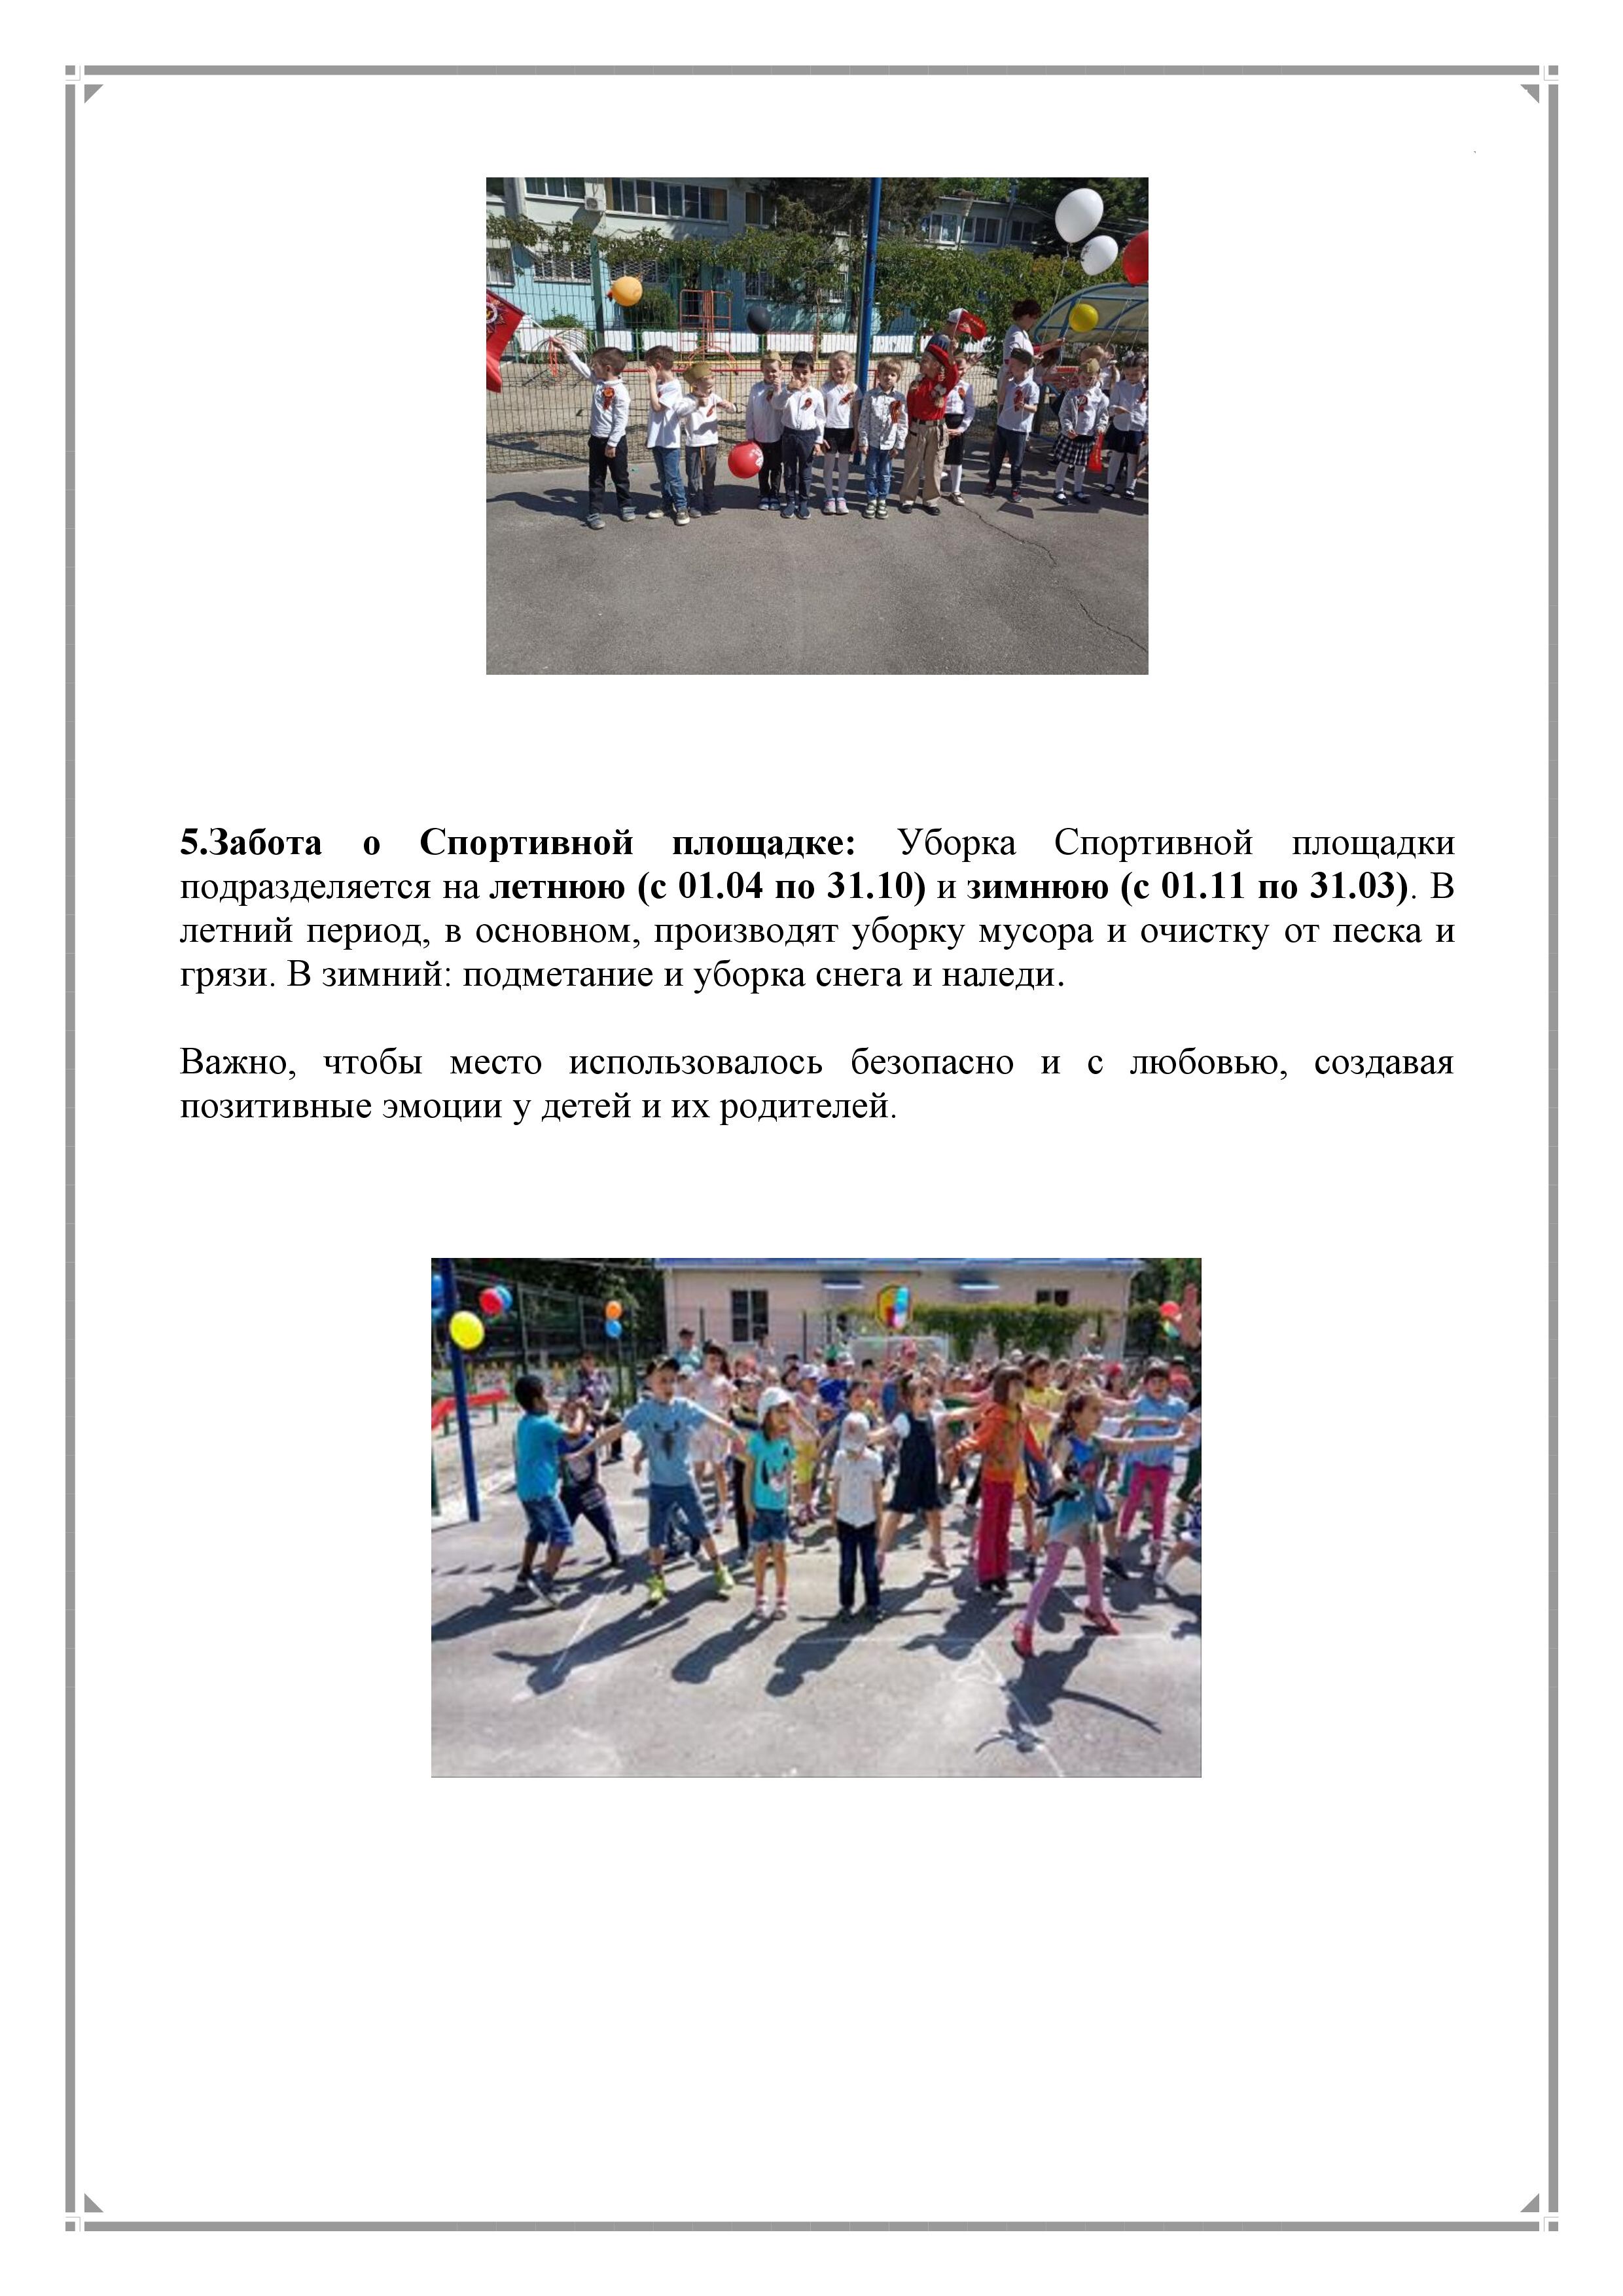 5.Забота о Спортивной площадке: Уборка Спортивной площадки
подразделяется на летнюю (с 01.04 по 31.10) и зимнюю (с 01.11 по 31.03). В
летний период, в основном, производят уборку мусора и очистку от песка и
грязи. В зимний: подметание и уборка снега и наледи.
Важно, чтобы место использовалось безопасно и с любовью, создавая
позитивные эмоции у детей и их родителей.